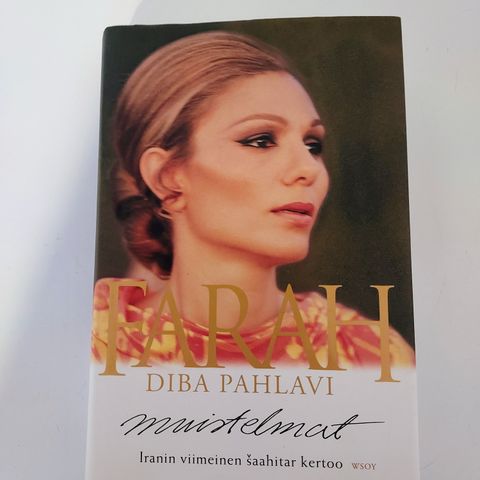 FARAH
DIBA PAHLAVI
muistelmat
Iranin viimeinen šaahitar kertoo WSOY